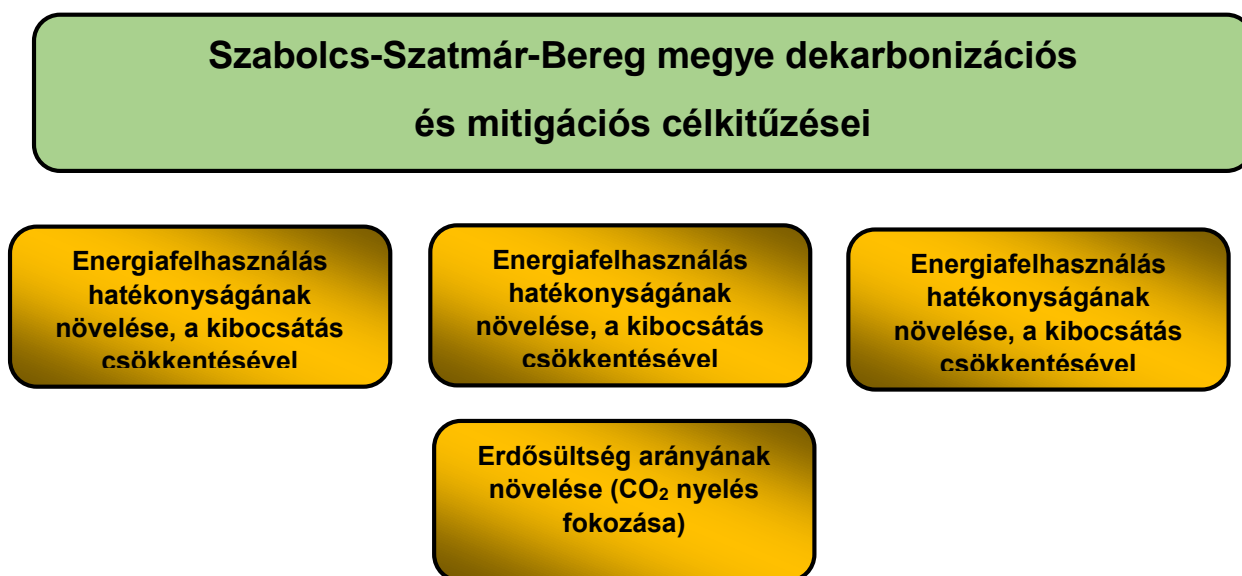 Szabolcs-Szatmár-Bereg megye dekarbonizációs
és mitigációs célkitűzései
Energiafelhasználás
hatékonyságának
növelése, a kibocsátás
csökkentésével
Energiafelhasználás
hatékonyságának
növelése, a kibocsátás
csökkentésével
Energiafelhasználás
hatékonyságának
növelése, a kibocsátás
csökkentésével
Erdősültség arányának
növelése (CO₂ nyelés
fokozása)